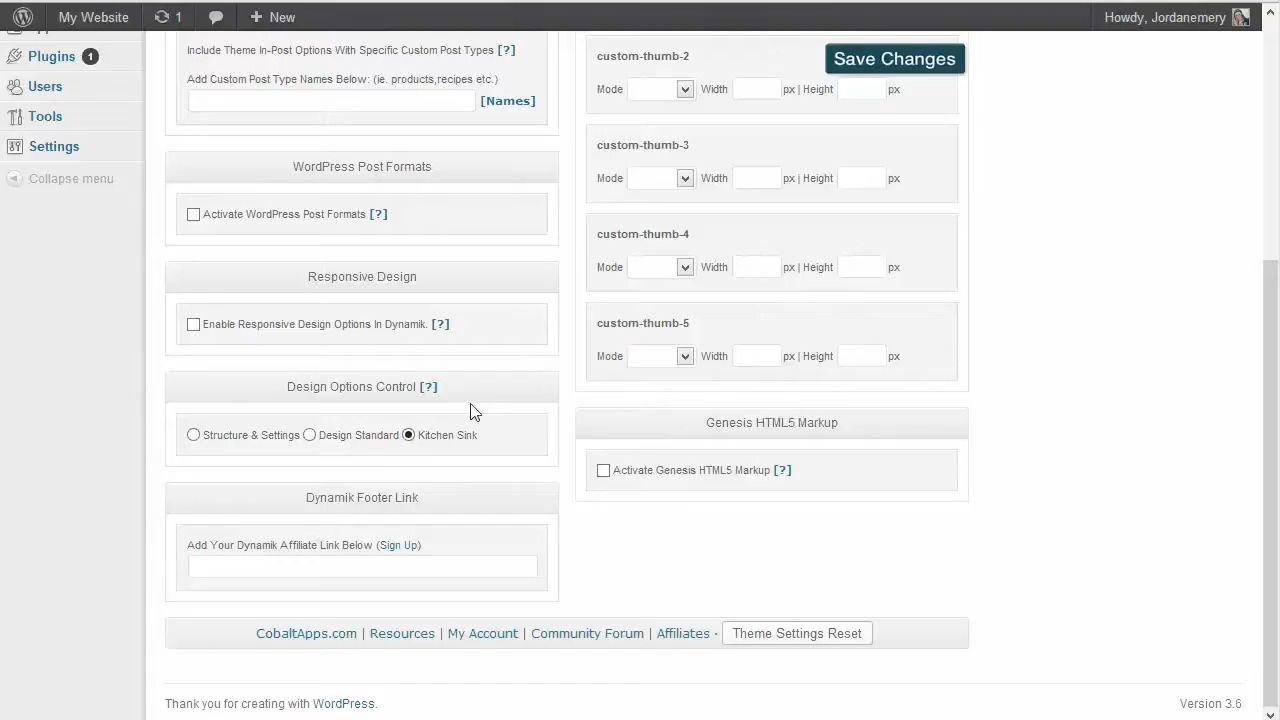 My Website 1 + New Howdy, Jordanemery
Plugins 1
Users
Tools
Settings
Collapse menu
Include Theme In-Post Options With Specific Custom Post Types [?]
Add Custom Post Type Names Below: (ie. products,recipes etc.)
[Names]
WordPress Post Formats
Activate WordPress Post Formats [?]
Responsive Design
Enable Responsive Design Options In Dynamik. [?]
Design Options Control [?]
Structure & Settings Design Standard Kitchen Sink
Dynamik Footer Link
Add Your Dynamik Affiliate Link Below (Sign Up)
Save Changes
custom-thumb-2
Mode Width px | Height px
custom-thumb-3
Mode Width px | Height px
custom-thumb-4
Mode Width px | Height px
custom-thumb-5
Mode Width px | Height px
Genesis HTML5 Markup
Activate Genesis HTML5 Markup [?]
CobaltApps.com | Resources | My Account | Community Forum | Affiliates · Theme Settings Reset
Thank you for creating with WordPress. Version 3.6